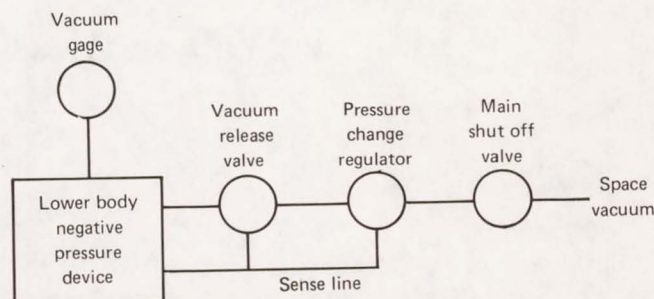 Vacuum
gage
Vacuum
release
valve
Pressure
change
regulator
Main
shut off
valve
Space
vacuum
Lower body
negative
pressure
device
Sense line